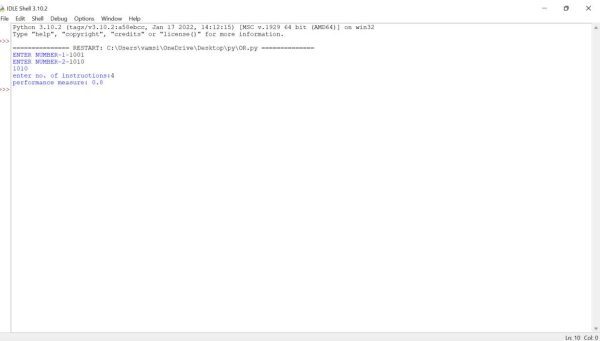 IDLE Shell 3.10.2
File Edit Shell Debug Options Window Help
Python 3.10.2 (tags/v3.10.2:a58ebcc, Jan 17 2022, 14:12:15) [MSC v.1929 64 bit (AMD64)] on win32
Type "help", "copyright", "credits" or "license()" for more information.
>>>
=============== RESTART: C:\Users\vamsi\OneDrive\Desktop\py\OR.py ==============
ENTER NUMBER-1-1001
ENTER NUMBER-2-1010
1010
enter no. of instructions:4
performance measure: 0.8
>>>
Ln: 10 Col: 0